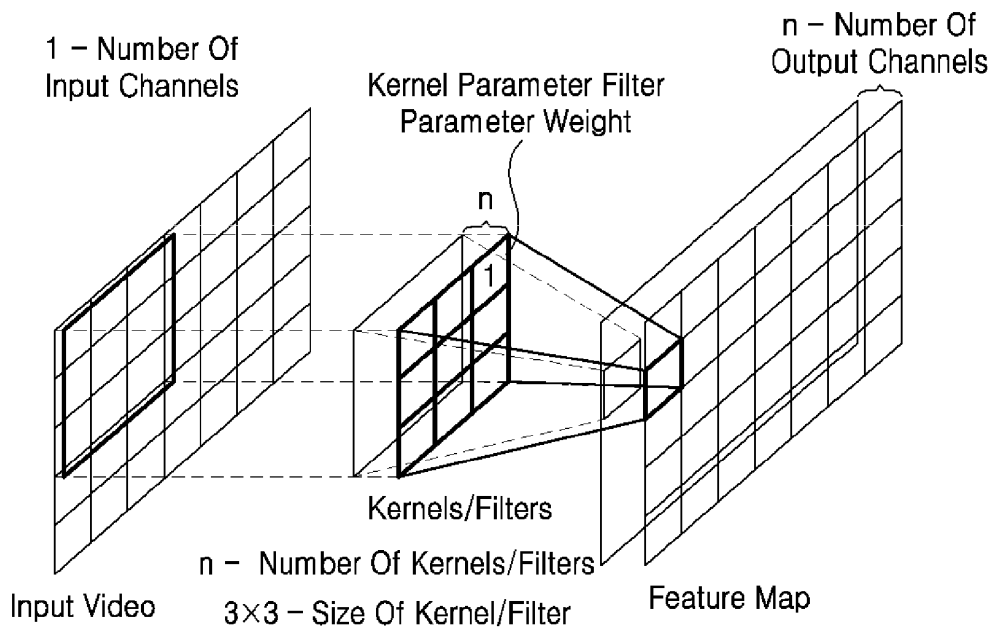 1 – Number Of
Input Channels
Kernel Parameter Filter
Parameter Weight
n – Number Of
Output Channels
n
1
Kernels/Filters
n – Number Of Kernels/Filters
3×3 – Size Of Kernel/Filter
Input Video
Feature Map